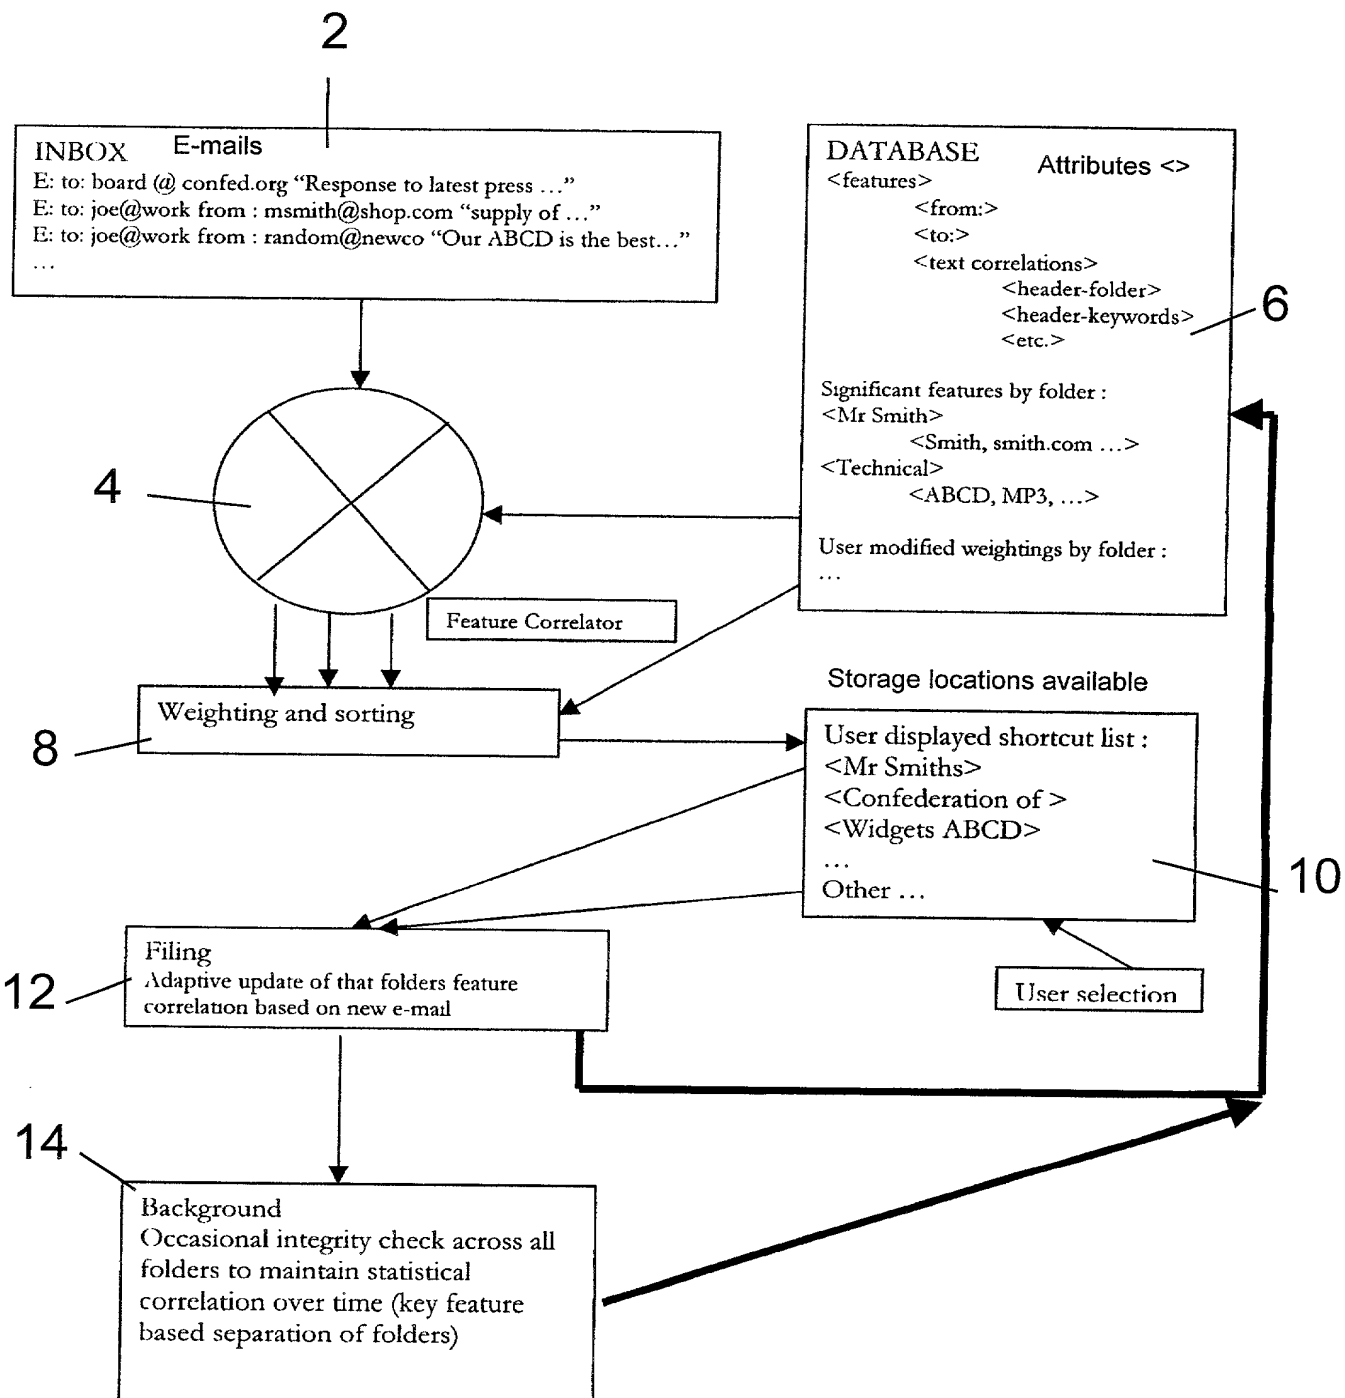 2
INBOX E-mails
E: to: board @ confed.org “Response to latest press …”
E: to: joe@work from : msmith@shop.com “supply of …”
E: to: joe@work from : random@newco “Our ABCD is the best…”
…
DATABASE Attributes <>
<features>
<from:>
<to:>
<text correlations>
<header-folder>
<header-keywords>
<etc.>
6
Significant features by folder :
<Mr Smith>
<Smith, smith.com …>
<Technical>
<ABCD, MP3, …>
User modified weightings by folder :
…
4
Feature Correlator
8
Weighting and sorting
Storage locations available
User displayed shortcut list :
<Mr Smiths>
<Confederation of >
<Widgets ABCD>
…
Other …
10
User selection
12
Filing
Adaptive update of that folders feature
correlation based on new e-mail
14
Background
Occasional integrity check across all
folders to maintain statistical
correlation over time (key feature
based separation of folders)